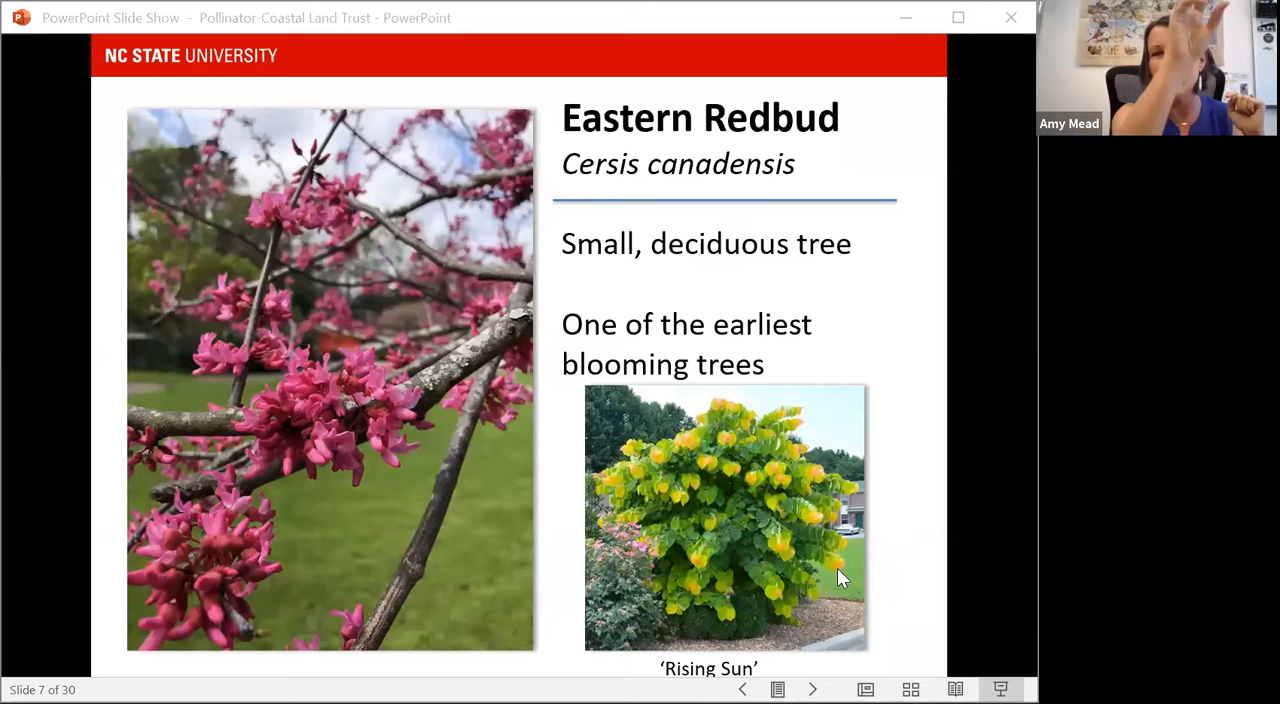 PowerPoint Slide Show - Pollinator-Coastal Land Trust - PowerPoint
NC STATE UNIVERSITY
Eastern Redbud
Cersis canadensis
Small, deciduous tree
One of the earliest
blooming trees
'Rising Sun'
Slide 7 of 30
Amy Mead